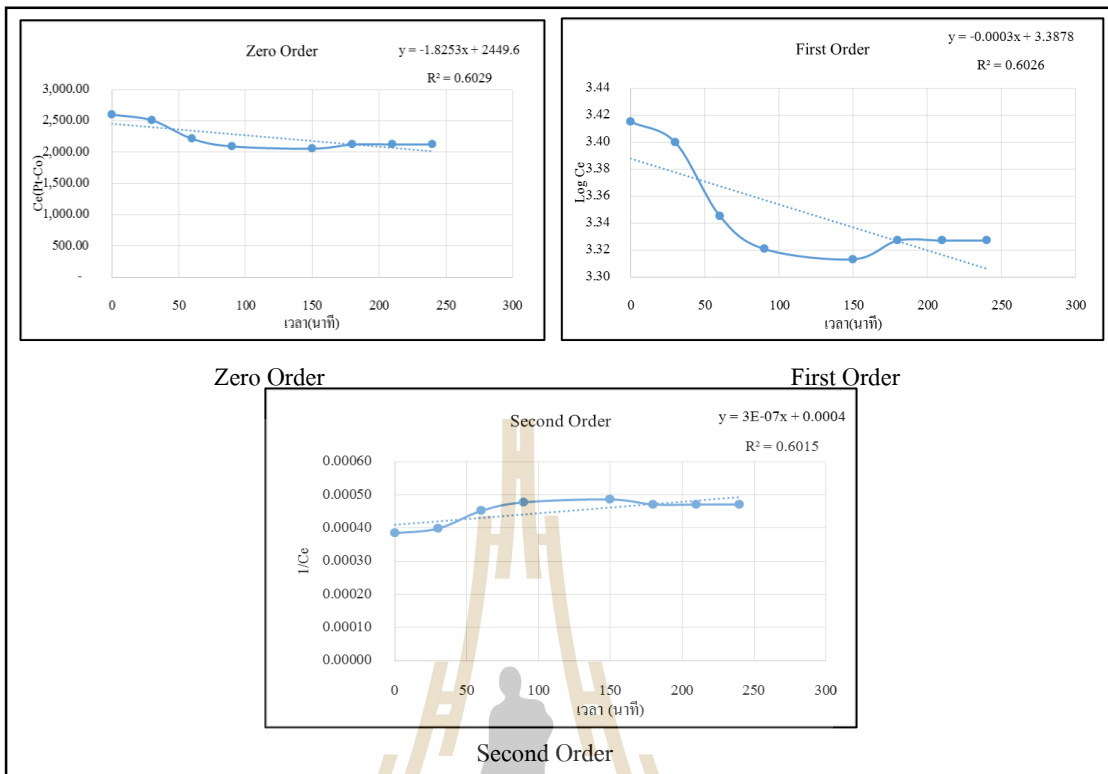 Zero Order
y = -1.8253x + 2449.6
R² = 0.6029
3,000.00
2,500.00
2,000.00
1,500.00
1,000.00
500.00
-
Ce(Pt-Co)
0 50 100 150 200 250 300
เวลา(นาที)
First Order
y = -0.0003x + 3.3878
R² = 0.6026
3.44
3.42
3.40
3.38
3.36
3.34
3.32
3.30
Log Ce
0 50 100 150 200 250 300
เวลา(นาที)
Zero Order
First Order
Second Order
y = 3E-07x + 0.0004
R² = 0.6015
0.00060
0.00050
0.00040
0.00030
0.00020
0.00010
0.00000
1/Ce
0 50 100 150 200 250 300
เวลา (นาที)
Second Order